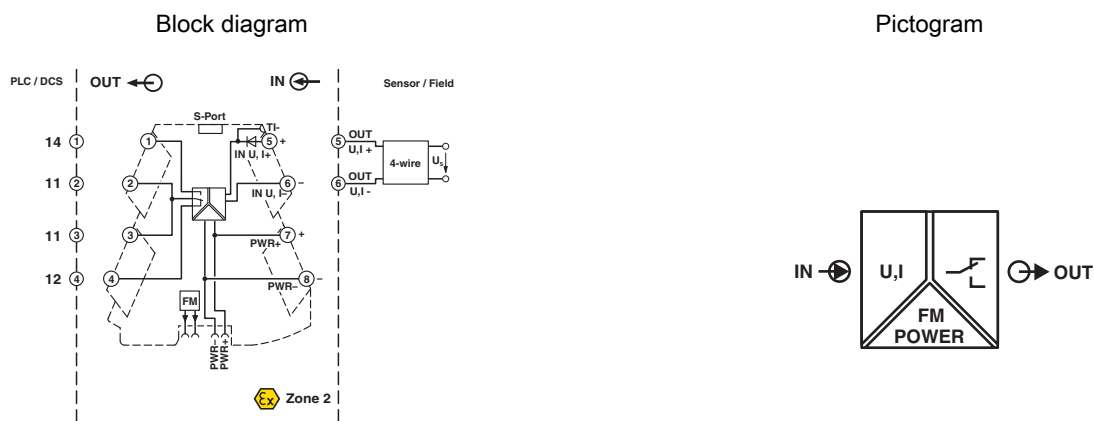 Block diagram
Pictogram
PLC / DCS
OUT
IN
Sensor / Field
S-Port
TI-
14 1
1
5 +
IN U, I+
5
OUT
U,I +
4-wire
Us
11 2
2
6 –
IN U, I–
6
OUT
U,I -
11 3
3
7 +
PWR+
12 4
4
8 –
PWR–
FM
PWR-
PWR+
Ex Zone 2
IN
U,I
OUT
FM
POWER